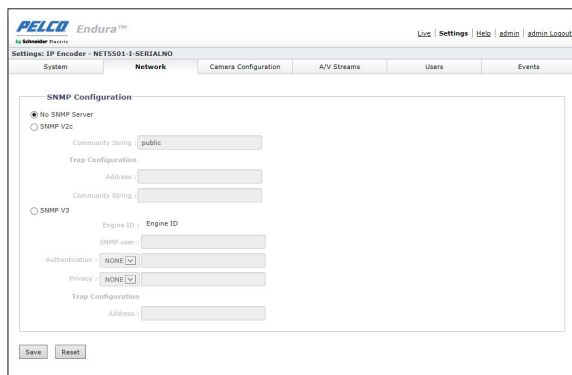 PELCO Endura™
by Schneider Electric
Live | Settings | Help | admin | admin Logout
Settings: IP Encoder - NET5501-I-SERIALNO
System Network Camera Configuration A/V Streams Users Events
SNMP Configuration
No SNMP Server
SNMP V2c
Community String : public
Trap Configuration
Address :
Community String :
SNMP V3
Engine ID : Engine ID
SNMP user :
Authentication : NONE
Privacy : NONE
Trap Configuration
Address :
Save Reset